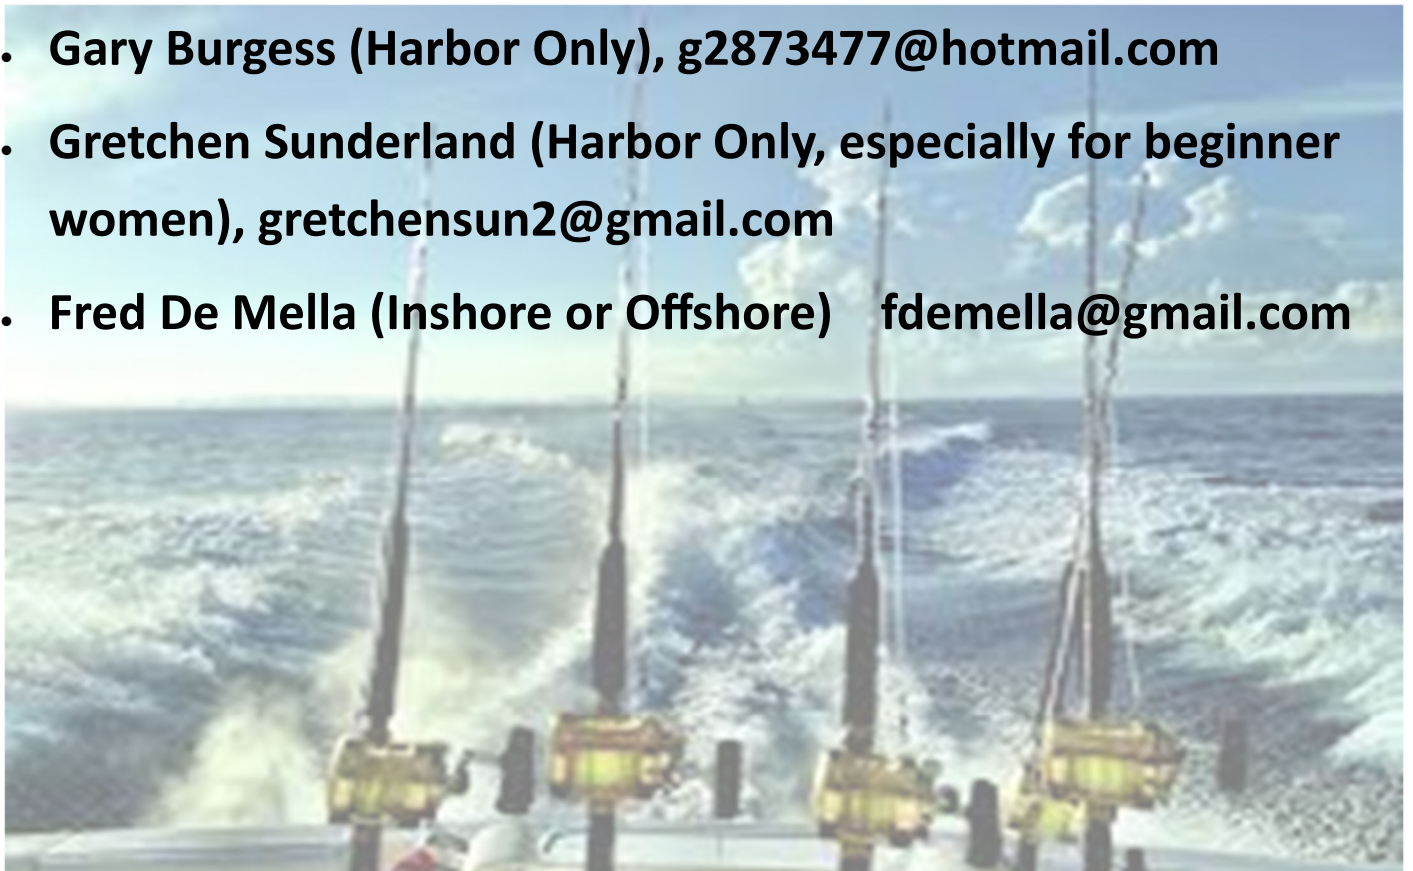 • Gary Burgess (Harbor Only), g2873477@hotmail.com
• Gretchen Sunderland (Harbor Only, especially for beginner
women), gretchensun2@gmail.com
• Fred De Mella (Inshore or Offshore) fdemella@gmail.com